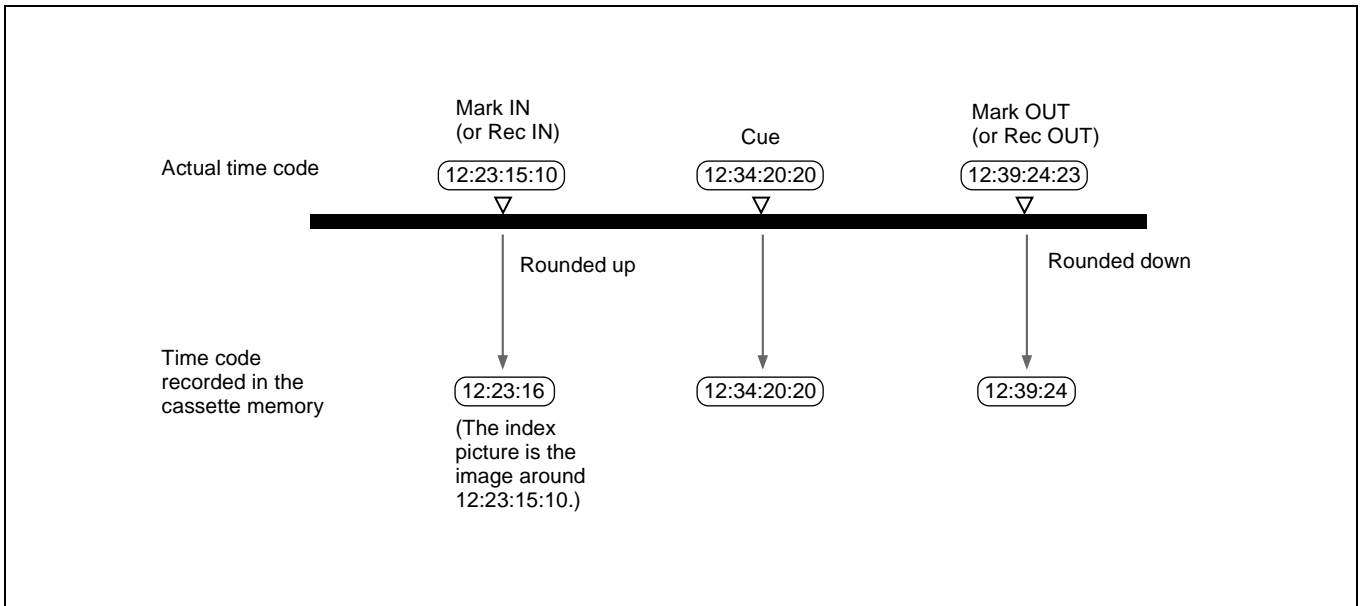 Mark IN
(or Rec IN)
Cue
Mark OUT
(or Rec OUT)
Actual time code
12:23:15:10
12:34:20:20
12:39:24:23
Rounded up
Rounded down
Time code
recorded in the
cassette memory
12:23:16
12:34:20:20
12:39:24
(The index
picture is the
image around
12:23:15:10.)